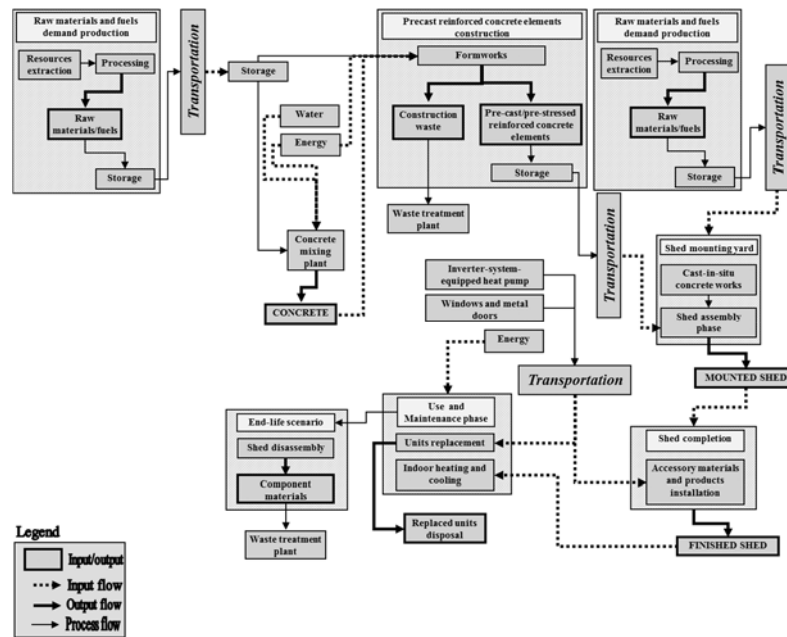 Raw materials and fuels
demand production
Resources
extraction
Processing
Raw
materials/fuels
Storage
Transportation
Storage
Water
Energy
Concrete
mixing
plant
CONCRETE
Precast reinforced concrete elements
construction
Formworks
Construction
waste
Pre-cast/pre-stressed
reinforced concrete
elements
Storage
Waste treatment
plant
Transportation
Raw materials and fuels
demand production
Resources
extraction
Processing
Raw
materials/fuels
Storage
Transportation
Shed mounting yard
Cast-in-situ
concrete works
Shed assembly
phase
MOUNTED SHED
Inverter-system-
equipped heat pump
Windows and metal
doors
Energy
Transportation
Shed completion
Accessory materials
and products
installation
FINISHED SHED
Use and
Maintenance phase
Units replacement
Indoor heating and
cooling
Replaced units
disposal
End-life scenario
Shed disassembly
Component
materials
Waste treatment
plant
Legend
Input/output
Input flow
Output flow
Process flow